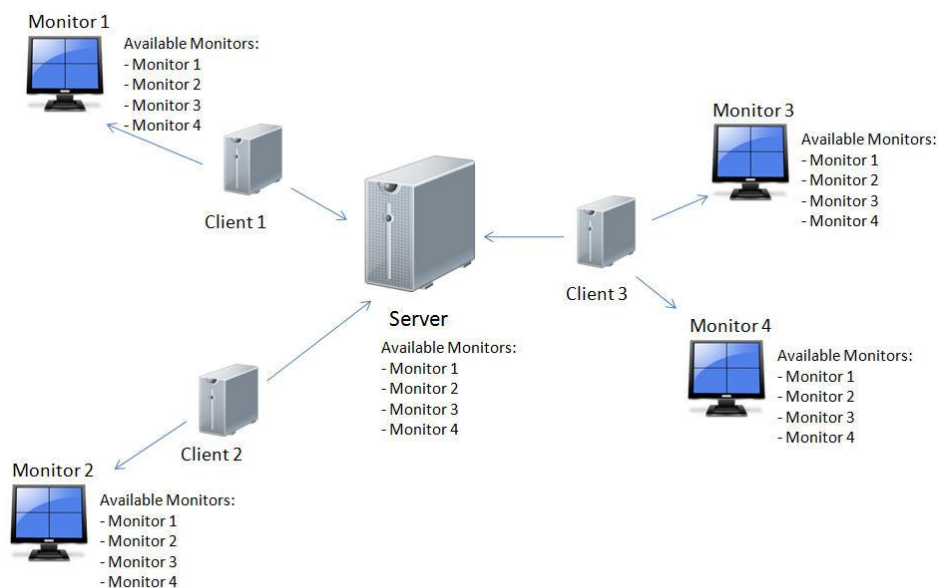 Monitor 1
Available Monitors:
- Monitor 1
- Monitor 2
- Monitor 3
- Monitor 4
Client 1
Monitor 3
Available Monitors:
- Monitor 1
- Monitor 2
- Monitor 3
- Monitor 4
Client 3
Server
Available Monitors:
- Monitor 1
- Monitor 2
- Monitor 3
- Monitor 4
Monitor 4
Available Monitors:
- Monitor 1
- Monitor 2
- Monitor 3
- Monitor 4
Client 2
Monitor 2
Available Monitors:
- Monitor 1
- Monitor 2
- Monitor 3
- Monitor 4